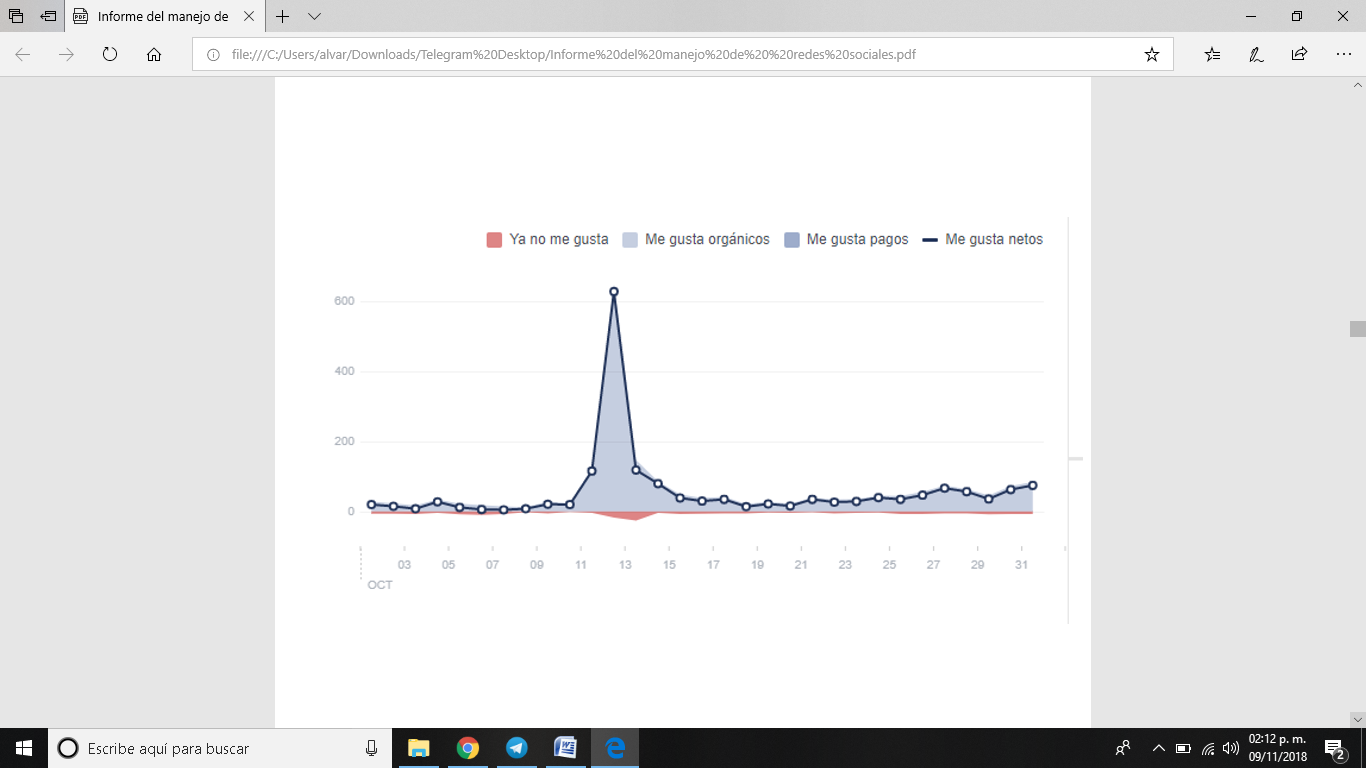 Informe del manejo de
file:///C:/Users/alvar/Downloads/Telegram%20Desktop/Informe%20del%20manejo%20de%20%20redes%20sociales.pdf
Ya no me gusta Me gusta orgánicos Me gusta pagos Me gusta netos
600
400
200
0
03 05 07 09 11 13 15 17 19 21 23 25 27 29 31
OCT
Escribe aquí para buscar
02:12 p. m.
09/11/2018
2